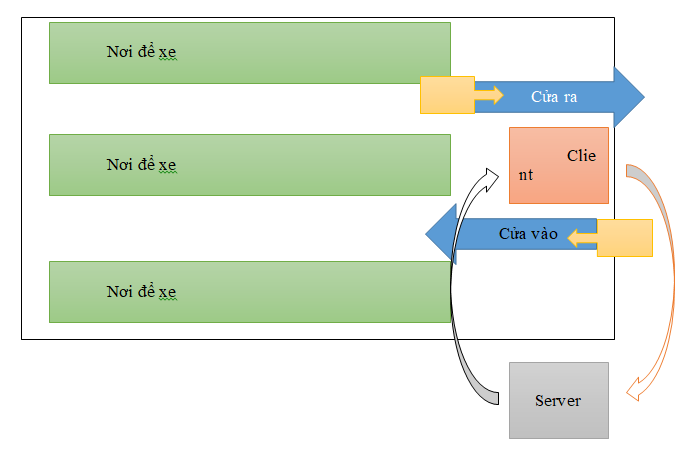 Nơi để xe
Cửa ra
Nơi để xe
Clie
nt
Cửa vào
Nơi để xe
Server